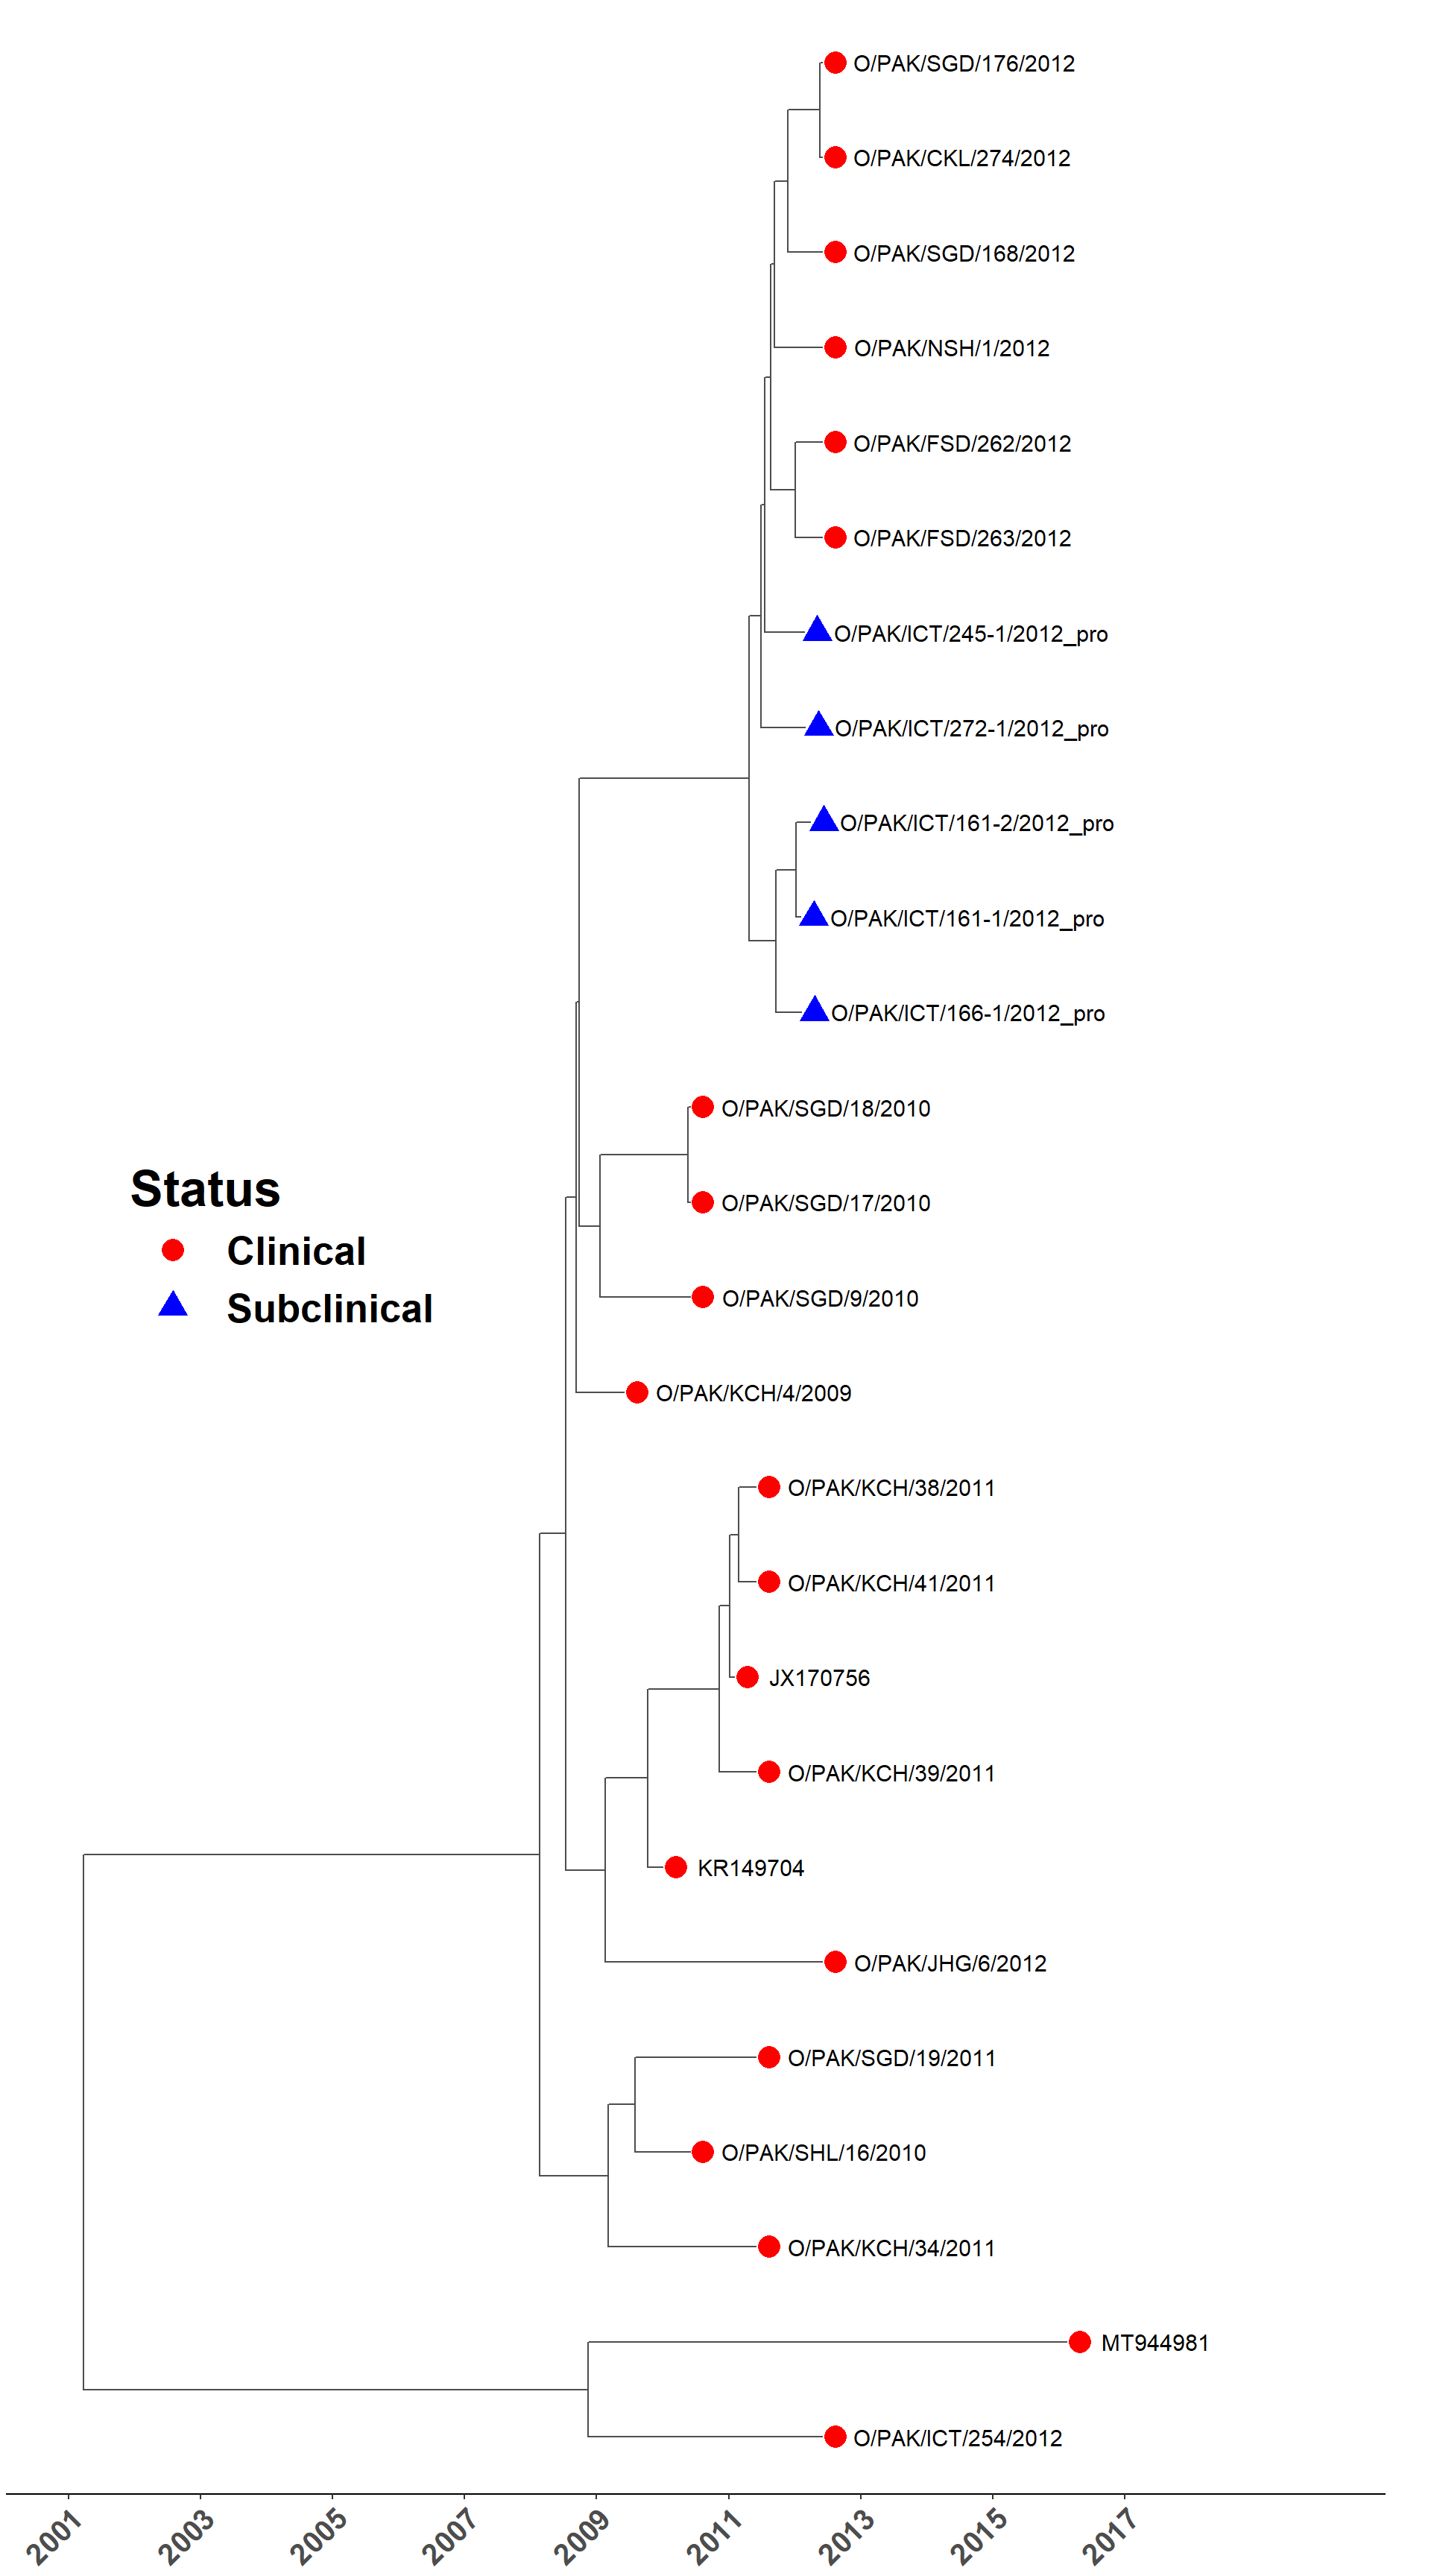 O/PAK/SGD/176/2012
O/PAK/CKL/274/2012
O/PAK/SGD/168/2012
O/PAK/NSH/1/2012
O/PAK/FSD/262/2012
O/PAK/FSD/263/2012
O/PAK/ICT/245-1/2012_pro
O/PAK/ICT/272-1/2012_pro
O/PAK/ICT/161-2/2012_pro
O/PAK/ICT/161-1/2012_pro
O/PAK/ICT/166-1/2012_pro
O/PAK/SGD/18/2010
O/PAK/SGD/17/2010
O/PAK/SGD/9/2010
O/PAK/KCH/4/2009
O/PAK/KCH/38/2011
O/PAK/KCH/41/2011
JX170756
O/PAK/KCH/39/2011
KR149704
O/PAK/JHG/6/2012
O/PAK/SGD/19/2011
O/PAK/SHL/16/2010
O/PAK/KCH/34/2011
MT944981
O/PAK/ICT/254/2012
Status
Clinical
Subclinical
2001 2003 2005 2007 2009 2011 2013 2015 2017